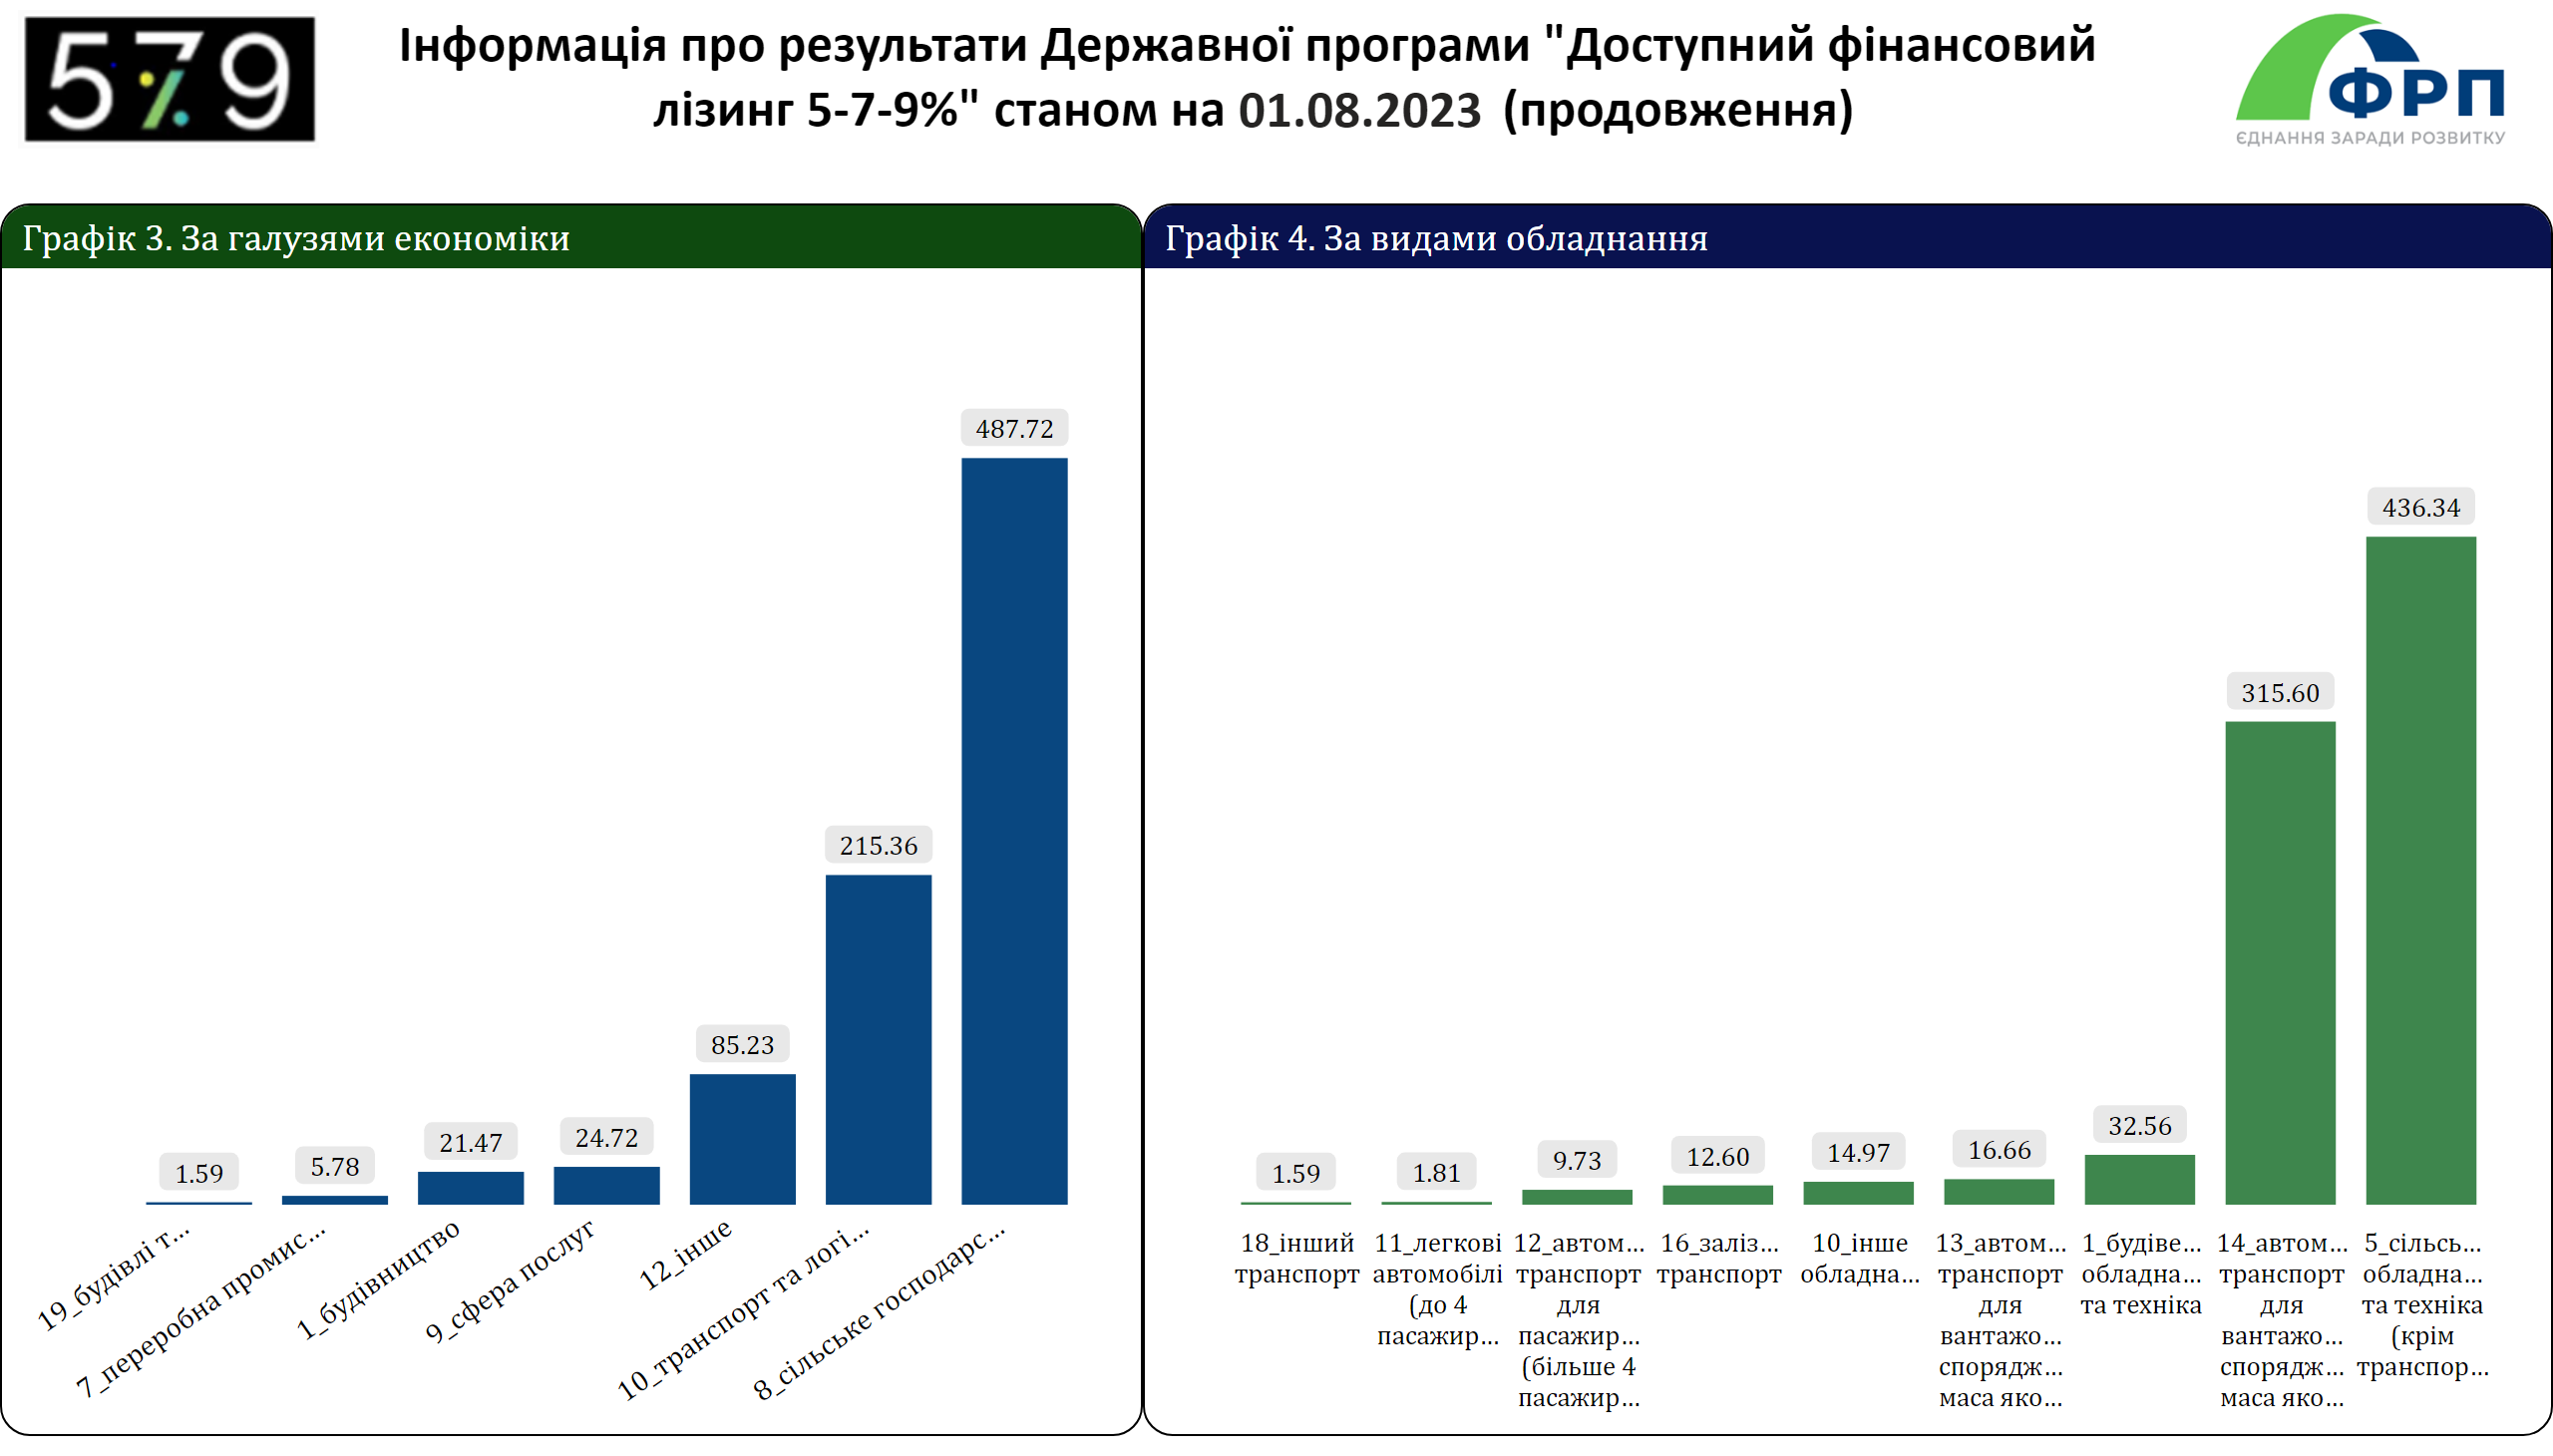 579
Інформація про результати Державної програми "Доступний фінансовий
лізинг 5-7-9%" станом на 01.08.2023 (продовження)
ФРП
ЄДНАННЯ ЗАРАДИ РОЗВИТКУ
Графік 3. За галузями економіки
487.72
215.36
85.23
24.72
21.47
5.78
1.59
19_будівлі т...
7_переробна промис...
1_будівництво
9_сфера послуг
12_інше
10_транспорт та логі...
8_сільське господарс...
Графік 4. За видами обладнання
436.34
315.60
32.56
16.66
14.97
12.60
9.73
1.81
1.59
18_інший
транспорт
11_легкові
автомобілі
(до 4
пасажир...
12_автом...
транспорт
для
пасажир...
(більше 4
пасажир...
16_заліз...
транспорт
10_інше
обладна...
13_автом...
транспорт
для
вантажо...
спорядж...
маса яко...
1_будіве...
обладна...
та техніка
14_автом...
транспорт
для
вантажо...
спорядж...
маса яко...
5_сільсь...
обладна...
та техніка
(крім
транспор...